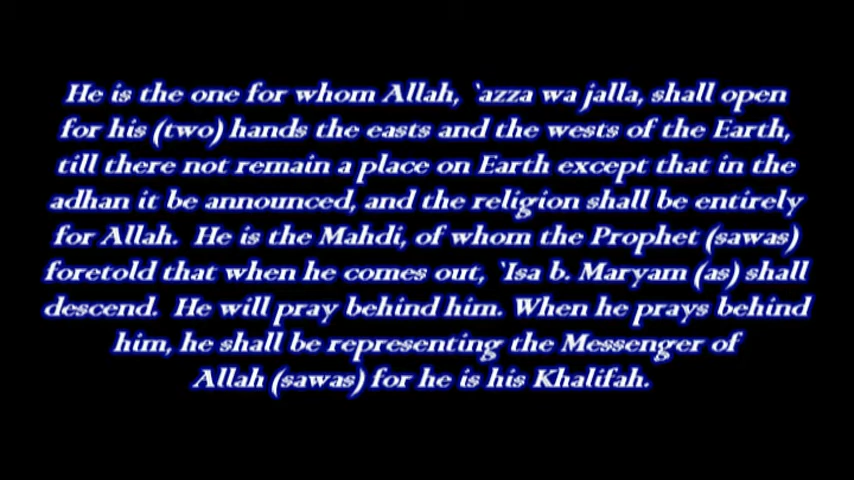 He is the one for whom Allah, `azza wa jalla, shall open
for his (two) hands the easts and the wests of the Earth,
till there not remain a place on Earth except that in the
adhan it be announced, and the religion shall be entirely
for Allah. He is the Mahdi, of whom the Prophet (sawas)
foretold that when he comes out, `Isa b. Maryam (as) shall
descend. He will pray behind him. When he prays behind
him, he shall be representing the Messenger of
Allah (sawas) for he is his Khalifah.